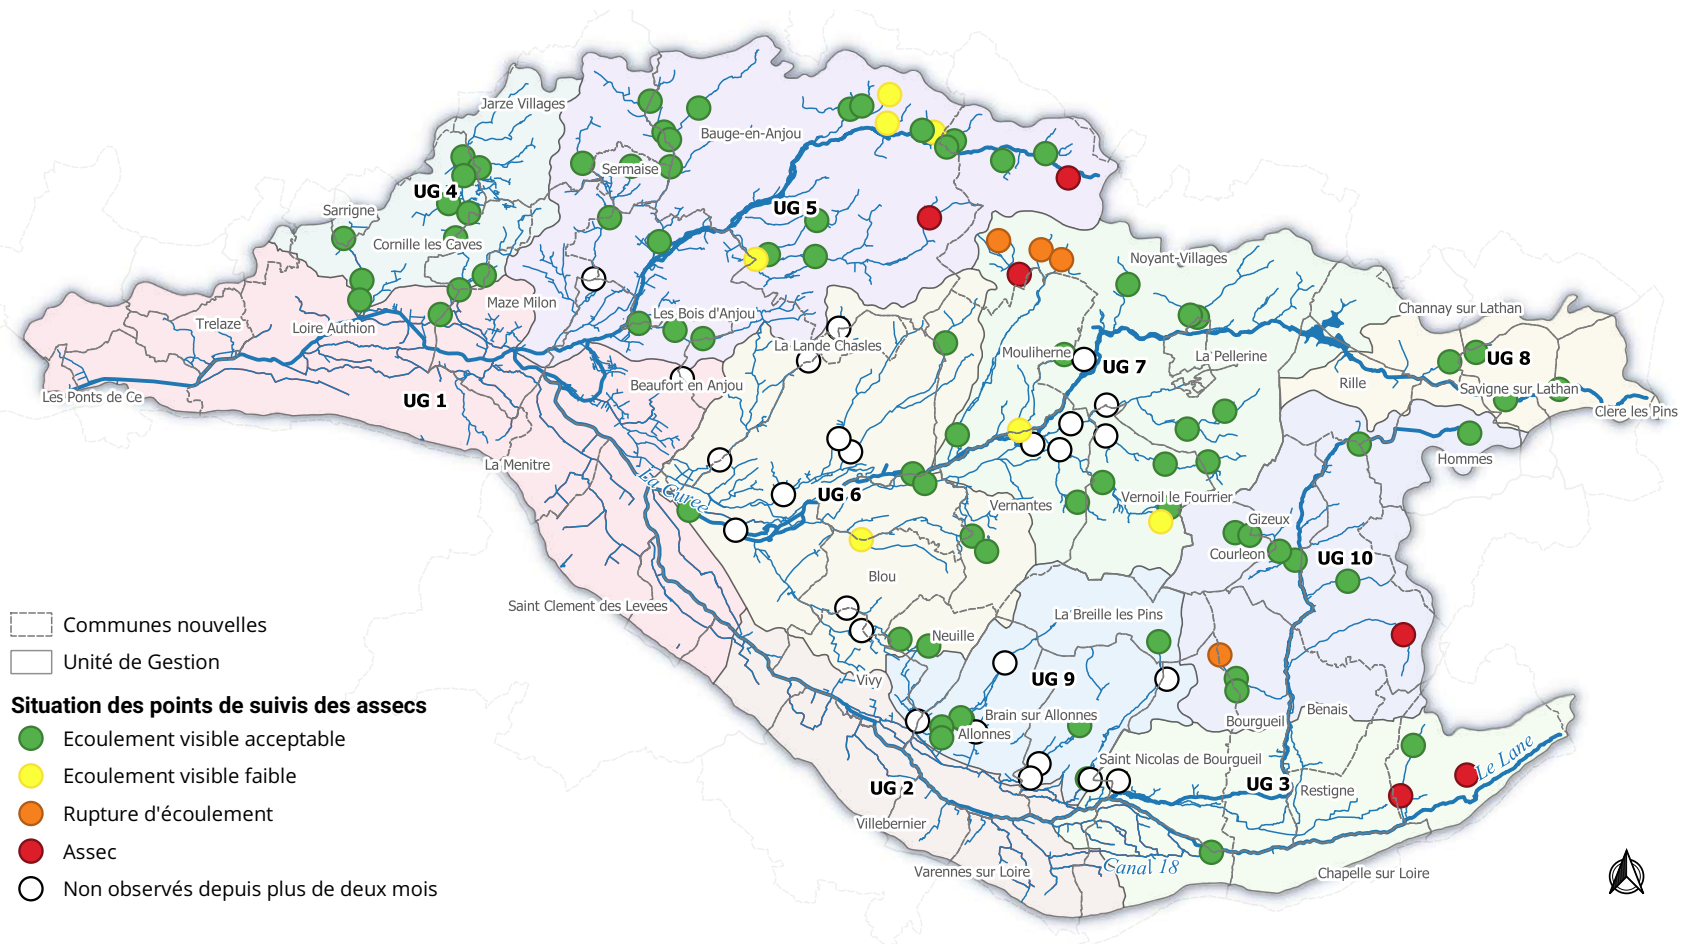 Jarze Villages
Bauge-en-Anjou
Sermaise
UG 4
Sarrigne
UG 5
Cornille les Caves
Noyant-Villages
Maze Milon
Channay sur Lathan
Les Bois d'Anjou
Trelaze
Loire Authion
La Lande Chasles
Mouliherne
La Pellerine
UG 8
UG 7
Rille
Beaufort en Anjou
Savigne sur Lathan
Les Ponts de Ce
UG 1
Clere les Pins
La Menitre
Hommes
La Curee
UG 6
Vernantes
Vernoil le Fourrier
Gizeux
Courleon
UG 10
Blou
Saint Clement des Levees
La Breille les Pins
Neuille
Vivy
UG 9
Benais
Brain sur Allonnes
Bourgueil
Allonnes
Saint Nicolas de Bourgueil
Le Lane
UG 2
UG 3
Restigne
Villebernier
Varennes sur Loire
Canal 18
Chapelle sur Loire
Communes nouvelles
Unité de Gestion
Situation des points de suivis des assecs
Ecoulement visible acceptable
Ecoulement visible faible
Rupture d'écoulement
Assec
Non observés depuis plus de deux mois